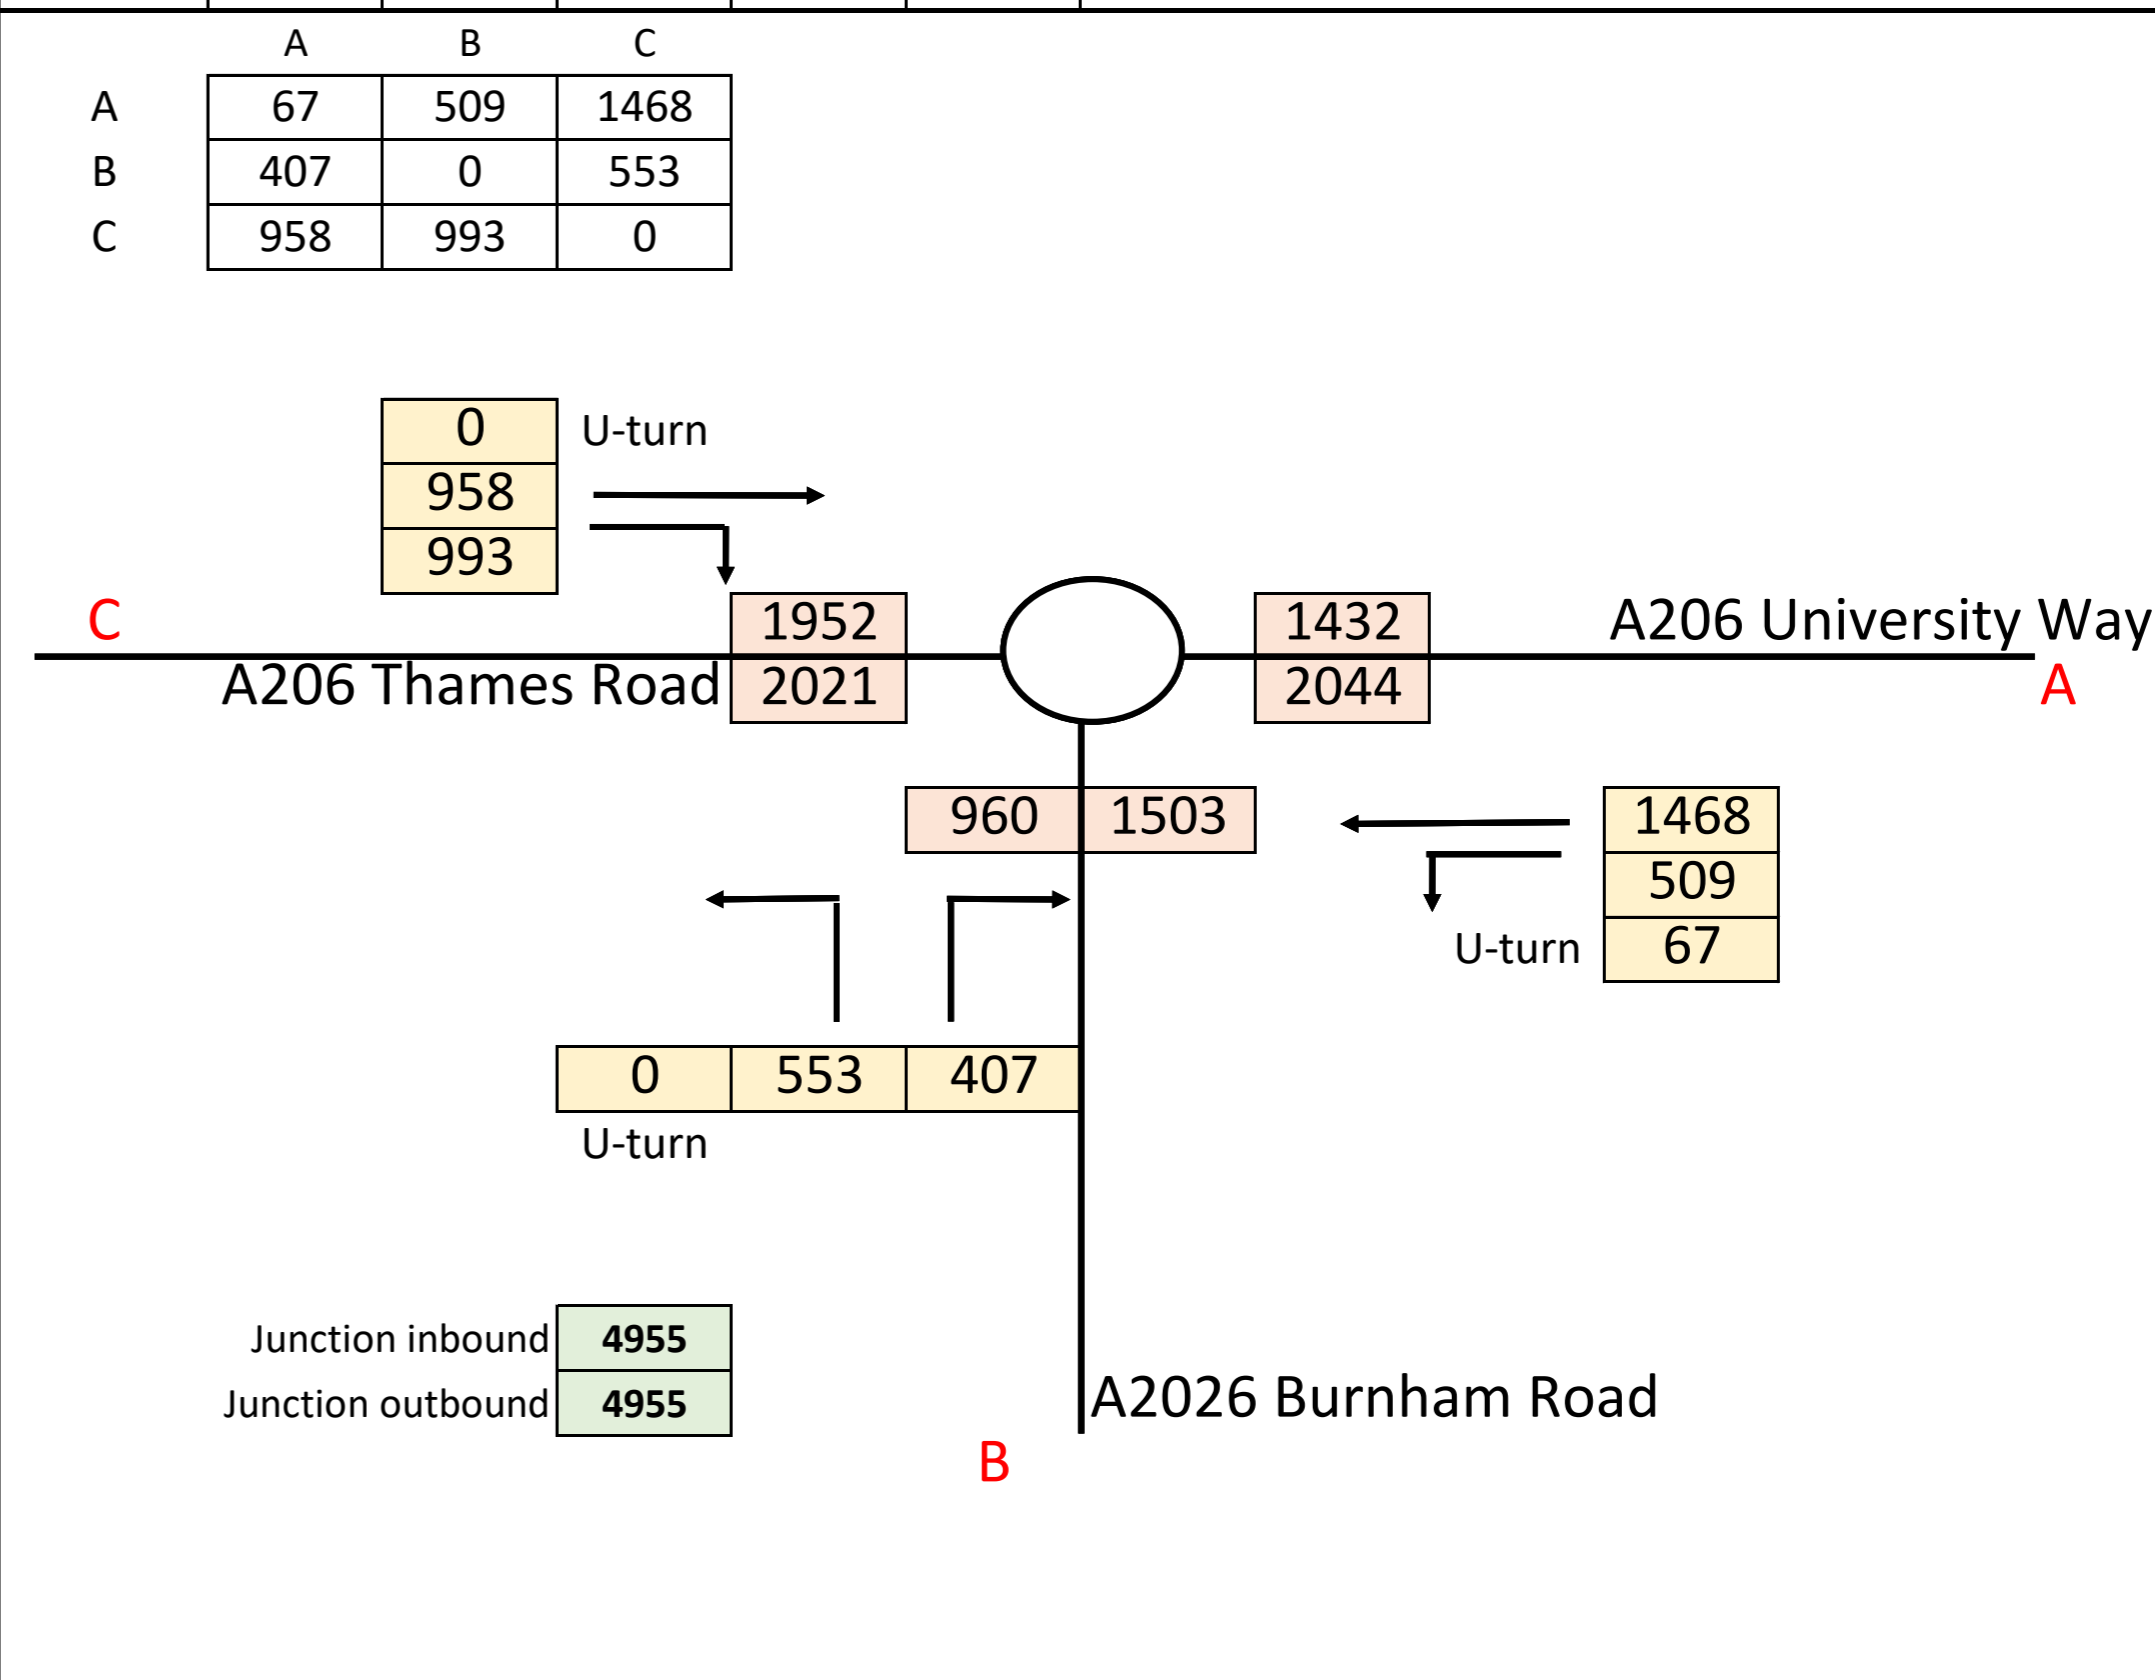 A B C
A 67 509 1468
B 407 0 553
C 958 993 0
0 U-turn
958
993
C 1952 1432 A206 University Way
A206 Thames Road 2021 2044 A
960 1503 1468
509
U-turn 67
0 553 407
U-turn
Junction inbound 4955
Junction outbound 4955
A2026 Burnham Road
B